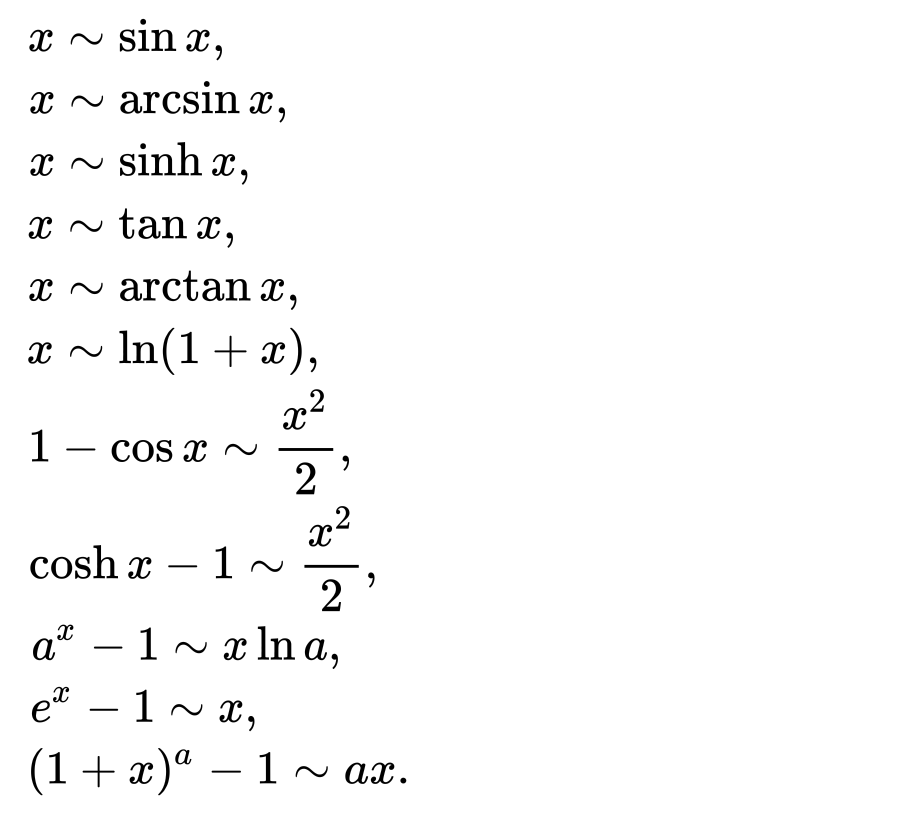 x ∼ sin x,
x ∼ arcsin x,
x ∼ sinh x,
x ∼ tan x,
x ∼ arctan x,
x ∼ ln(1 + x),
1 − cos x ∼ x²/2,
cosh x − 1 ∼ x²/2,
aˣ − 1 ∼ x ln a,
eˣ − 1 ∼ x,
(1 + x)ᵃ − 1 ∼ ax.